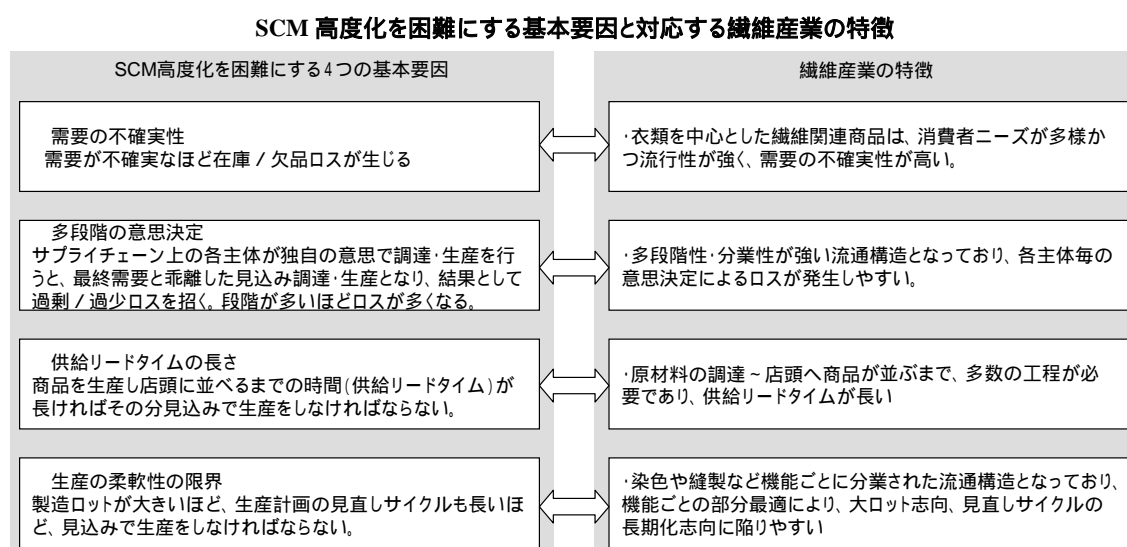 SCM 高度化を困難にする基本要因と対応する繊維産業の特徴
SCM高度化を困難にする4つの基本要因
繊維産業の特徴
需要の不確実性
需要が不確実なほど在庫/欠品ロスが生じる
・衣類を中心とした繊維関連商品は、消費者ニーズが多様か
つ流行性が強く、需要の不確実性が高い。
多段階の意思決定
サプライチェーン上の各主体が独自の意思で調達・生産を行
うと、最終需要と乖離した見込み調達・生産となり、結果として
過剰/過少ロスを招く。段階が多いほどロスが多くなる。
・多段階性・分業性が強い流通構造となっており、各主体毎の
意思決定によるロスが発生しやすい。
供給リードタイムの長さ
商品を生産し店頭に並べるまでの時間(供給リードタイム)が
長ければその分見込みで生産をしなければならない。
・原材料の調達~店頭へ商品が並ぶまで、多数の工程が必
要であり、供給リードタイムが長い
生産の柔軟性の限界
製造ロットが大きいほど、生産計画の見直しサイクルも長いほ
ど、見込みで生産をしなければならない。
・染色や縫製など機能ごとに分業された流通構造となっており、
機能ごとの部分最適により、大ロット志向、見直しサイクルの
長期化志向に陥りやすい